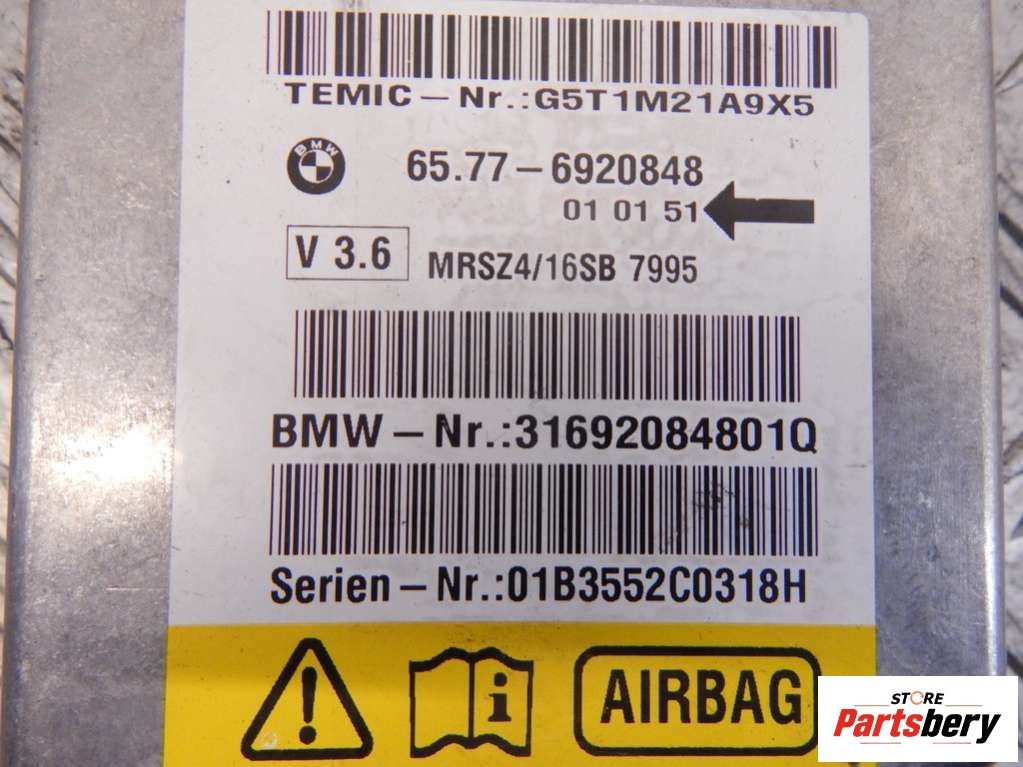 TEMIC-Nr.:G5T1M21A9X5
BMW
65.77-6920848
01 01 51
V 3.6
MRSZ4/16SB 7995
BMW-Nr.:31692084801Q
Serien-Nr.:01B3552C0318H
i
AIRBAG
STORE
Partsbery